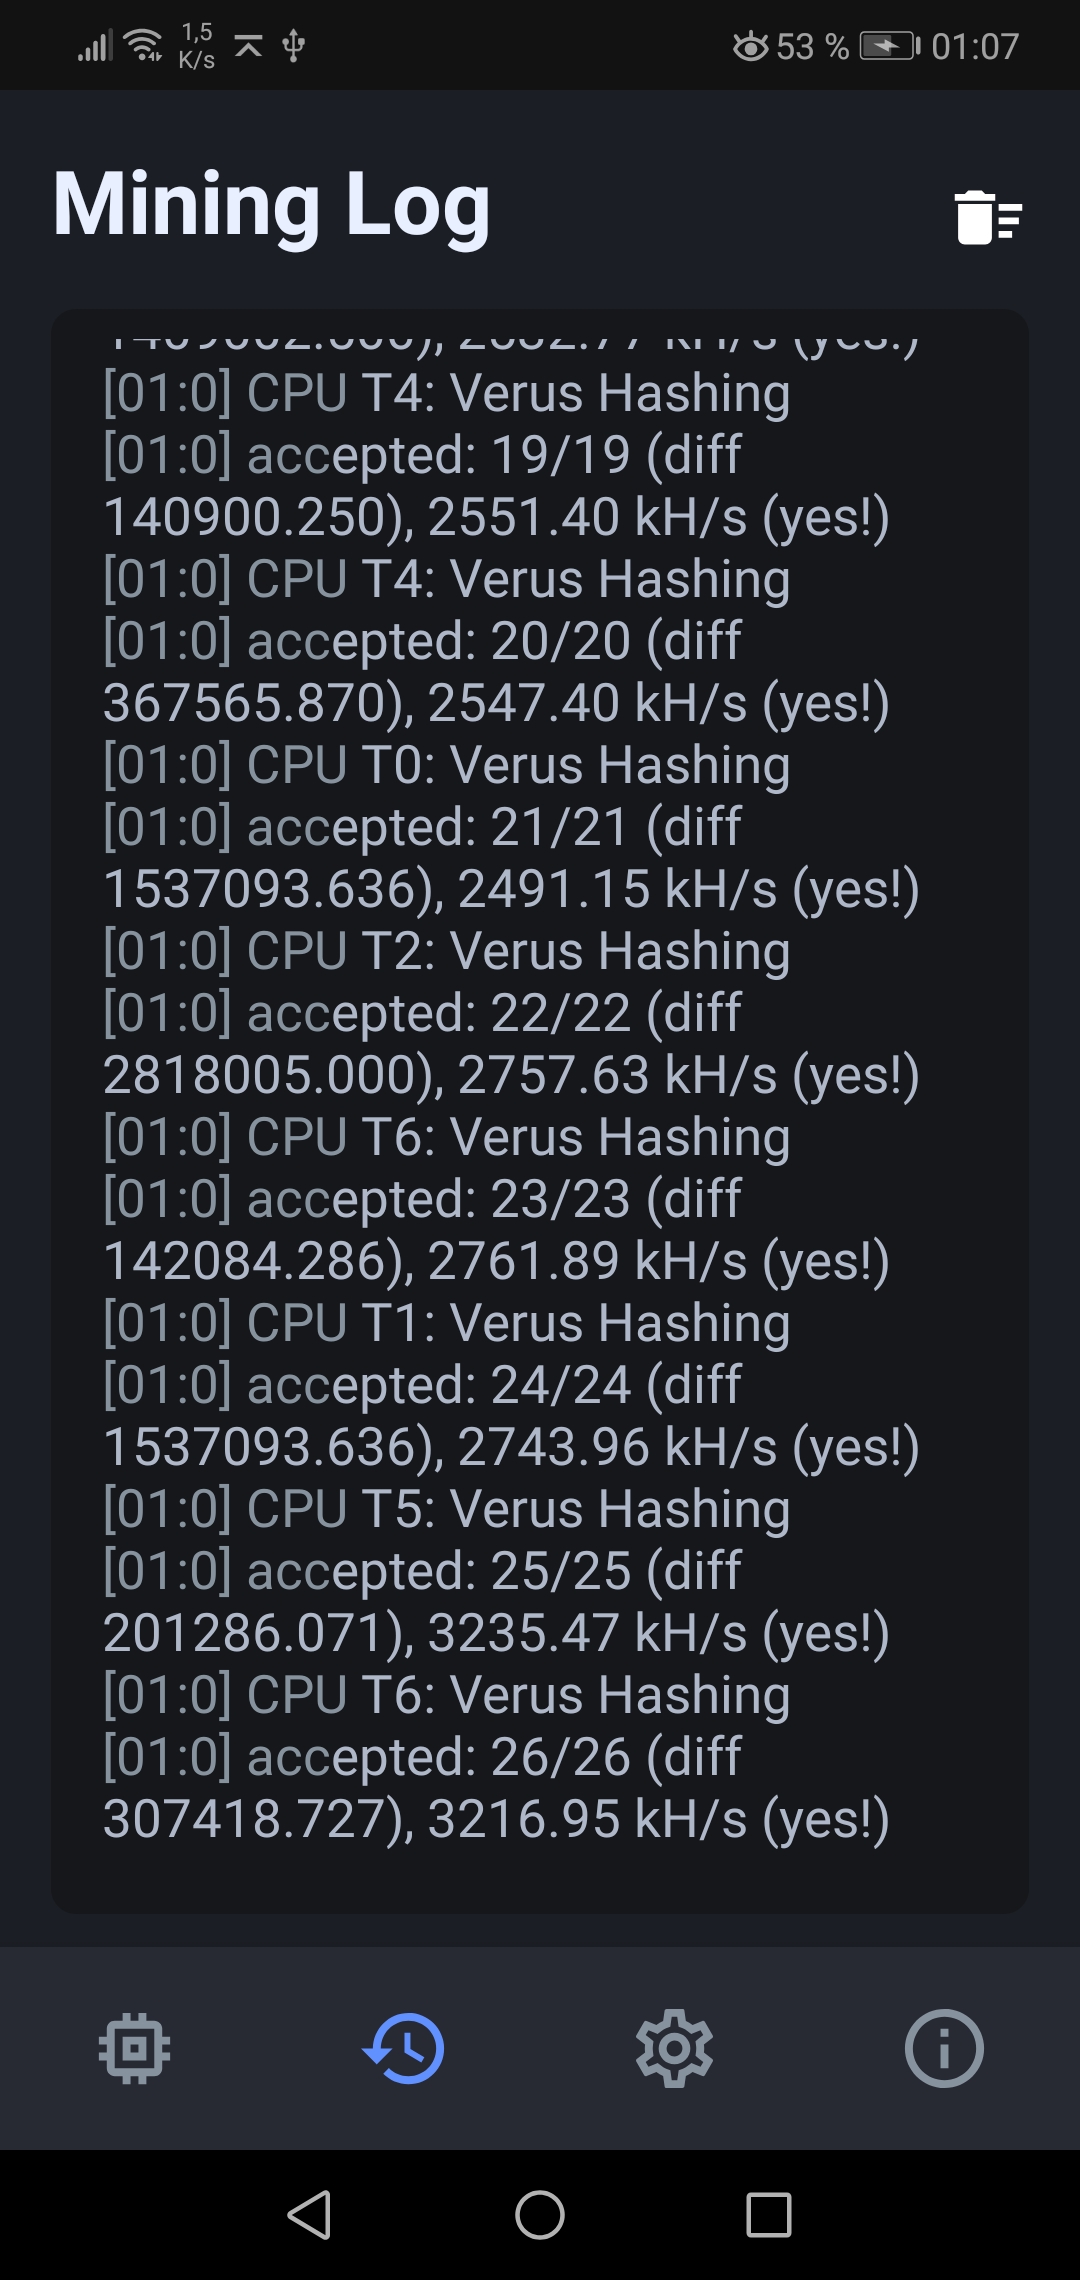 1,5
K/s
53 %
01:07
Mining Log
kH/s (yes!)
[01:0] CPU T4: Verus Hashing
[01:0] accepted: 19/19 (diff
140900.250), 2551.40 kH/s (yes!)
[01:0] CPU T4: Verus Hashing
[01:0] accepted: 20/20 (diff
367565.870), 2547.40 kH/s (yes!)
[01:0] CPU T0: Verus Hashing
[01:0] accepted: 21/21 (diff
1537093.636), 2491.15 kH/s (yes!)
[01:0] CPU T2: Verus Hashing
[01:0] accepted: 22/22 (diff
2818005.000), 2757.63 kH/s (yes!)
[01:0] CPU T6: Verus Hashing
[01:0] accepted: 23/23 (diff
142084.286), 2761.89 kH/s (yes!)
[01:0] CPU T1: Verus Hashing
[01:0] accepted: 24/24 (diff
1537093.636), 2743.96 kH/s (yes!)
[01:0] CPU T5: Verus Hashing
[01:0] accepted: 25/25 (diff
201286.071), 3235.47 kH/s (yes!)
[01:0] CPU T6: Verus Hashing
[01:0] accepted: 26/26 (diff
307418.727), 3216.95 kH/s (yes!)